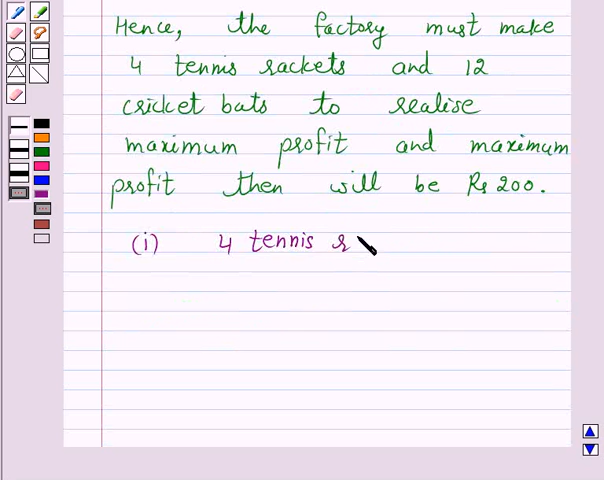 Hence, the factory must make
4 tennis rackets and 12
cricket bats to realise
maximum profit and maximum
profit then will be Rs 200.
(i) 4 tennis r